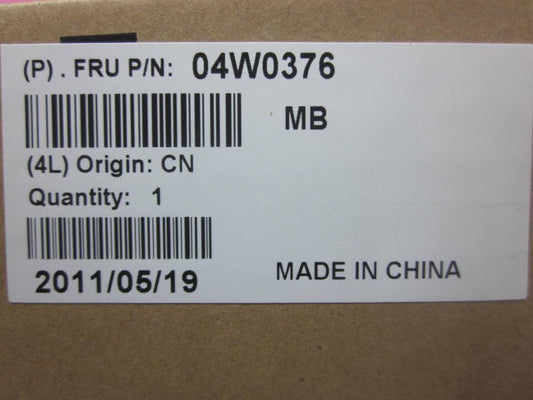 (P) . FRU P/N: 04W0376
MB
(4L) Origin: CN
Quantity: 1
2011/05/19
MADE IN CHINA